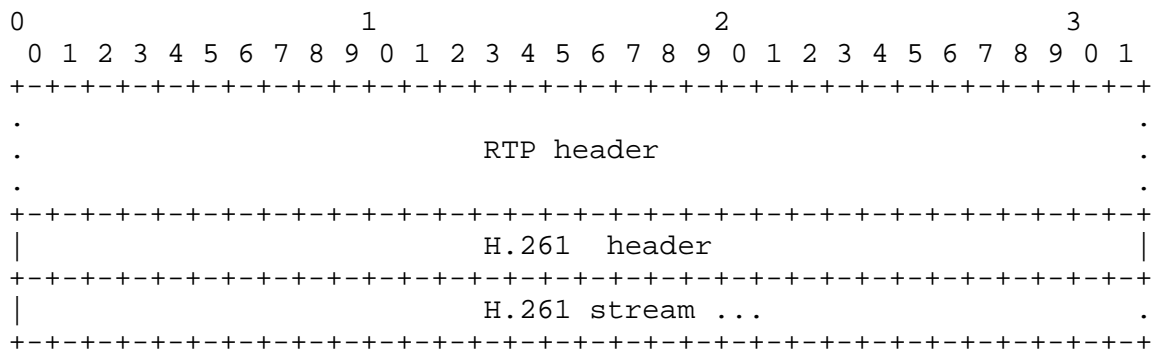 0                   1                   2                   3
 0 1 2 3 4 5 6 7 8 9 0 1 2 3 4 5 6 7 8 9 0 1 2 3 4 5 6 7 8 9 0 1
+-+-+-+-+-+-+-+-+-+-+-+-+-+-+-+-+-+-+-+-+-+-+-+-+-+-+-+-+-+-+-+-+
.                                                               .
.                          RTP header                           .
.                                                               .
+-+-+-+-+-+-+-+-+-+-+-+-+-+-+-+-+-+-+-+-+-+-+-+-+-+-+-+-+-+-+-+-+
|                          H.261  header                        |
+-+-+-+-+-+-+-+-+-+-+-+-+-+-+-+-+-+-+-+-+-+-+-+-+-+-+-+-+-+-+-+-+
|                          H.261 stream ...                     .
+-+-+-+-+-+-+-+-+-+-+-+-+-+-+-+-+-+-+-+-+-+-+-+-+-+-+-+-+-+-+-+-+